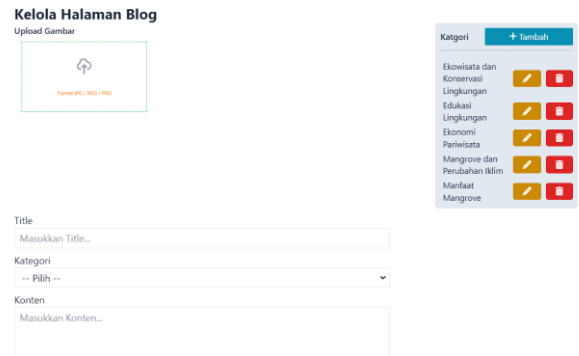 Kelola Halaman Blog
Upload Gambar
Format JPG / JPEG / PNG
Katgori
+ Tambah
Ekowisata dan
Konservasi
Lingkungan
Edukasi
Lingkungan
Ekonomi
Pariwisata
Mangrove dan
Perubahan Iklim
Manfaat
Mangrove
Title
Masukkan Title...
Kategori
-- Pilih --
Konten
Masukkan Konten...